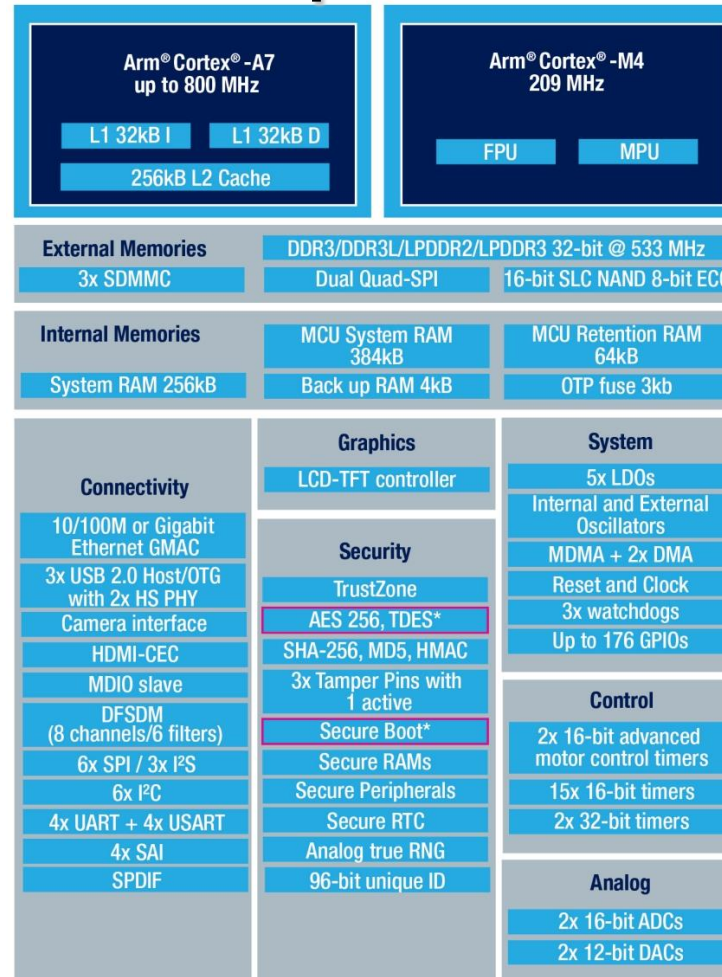 Arm® Cortex® -A7
up to 800 MHz
L1 32kB I
L1 32kB D
256kB L2 Cache
Arm® Cortex® -M4
209 MHz
FPU
MPU
External Memories
DDR3/DDR3L/LPDDR2/LPDDR3 32-bit @ 533 MHz
3x SDMMC
Dual Quad-SPI
16-bit SLC NAND 8-bit ECC
Internal Memories
MCU System RAM
384kB
MCU Retention RAM
64kB
System RAM 256kB
Back up RAM 4kB
OTP fuse 3kb
Connectivity
10/100M or Gigabit
Ethernet GMAC
3x USB 2.0 Host/OTG
with 2x HS PHY
Camera interface
HDMI-CEC
MDIO slave
DFSDM
(8 channels/6 filters)
6x SPI / 3x I²S
6x I²C
4x UART + 4x USART
4x SAI
SPDIF
Graphics
LCD-TFT controller
Security
TrustZone
AES 256, TDES*
SHA-256, MD5, HMAC
3x Tamper Pins with
1 active
Secure Boot*
Secure RAMs
Secure Peripherals
Secure RTC
Analog true RNG
96-bit unique ID
System
5x LDOs
Internal and External
Oscillators
MDMA + 2x DMA
Reset and Clock
3x watchdogs
Up to 176 GPIOs
Control
2x 16-bit advanced
motor control timers
15x 16-bit timers
2x 32-bit timers
Analog
2x 16-bit ADCs
2x 12-bit DACs